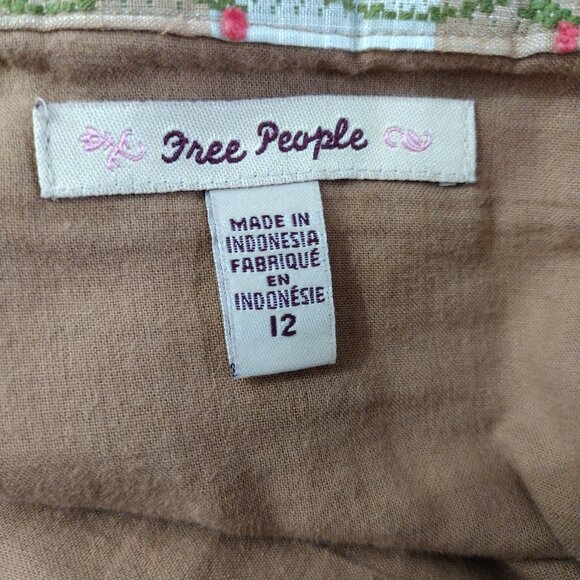 Free People
MADE IN
INDONESIA
FABRIQUÉ
EN
INDONÉSIE
12